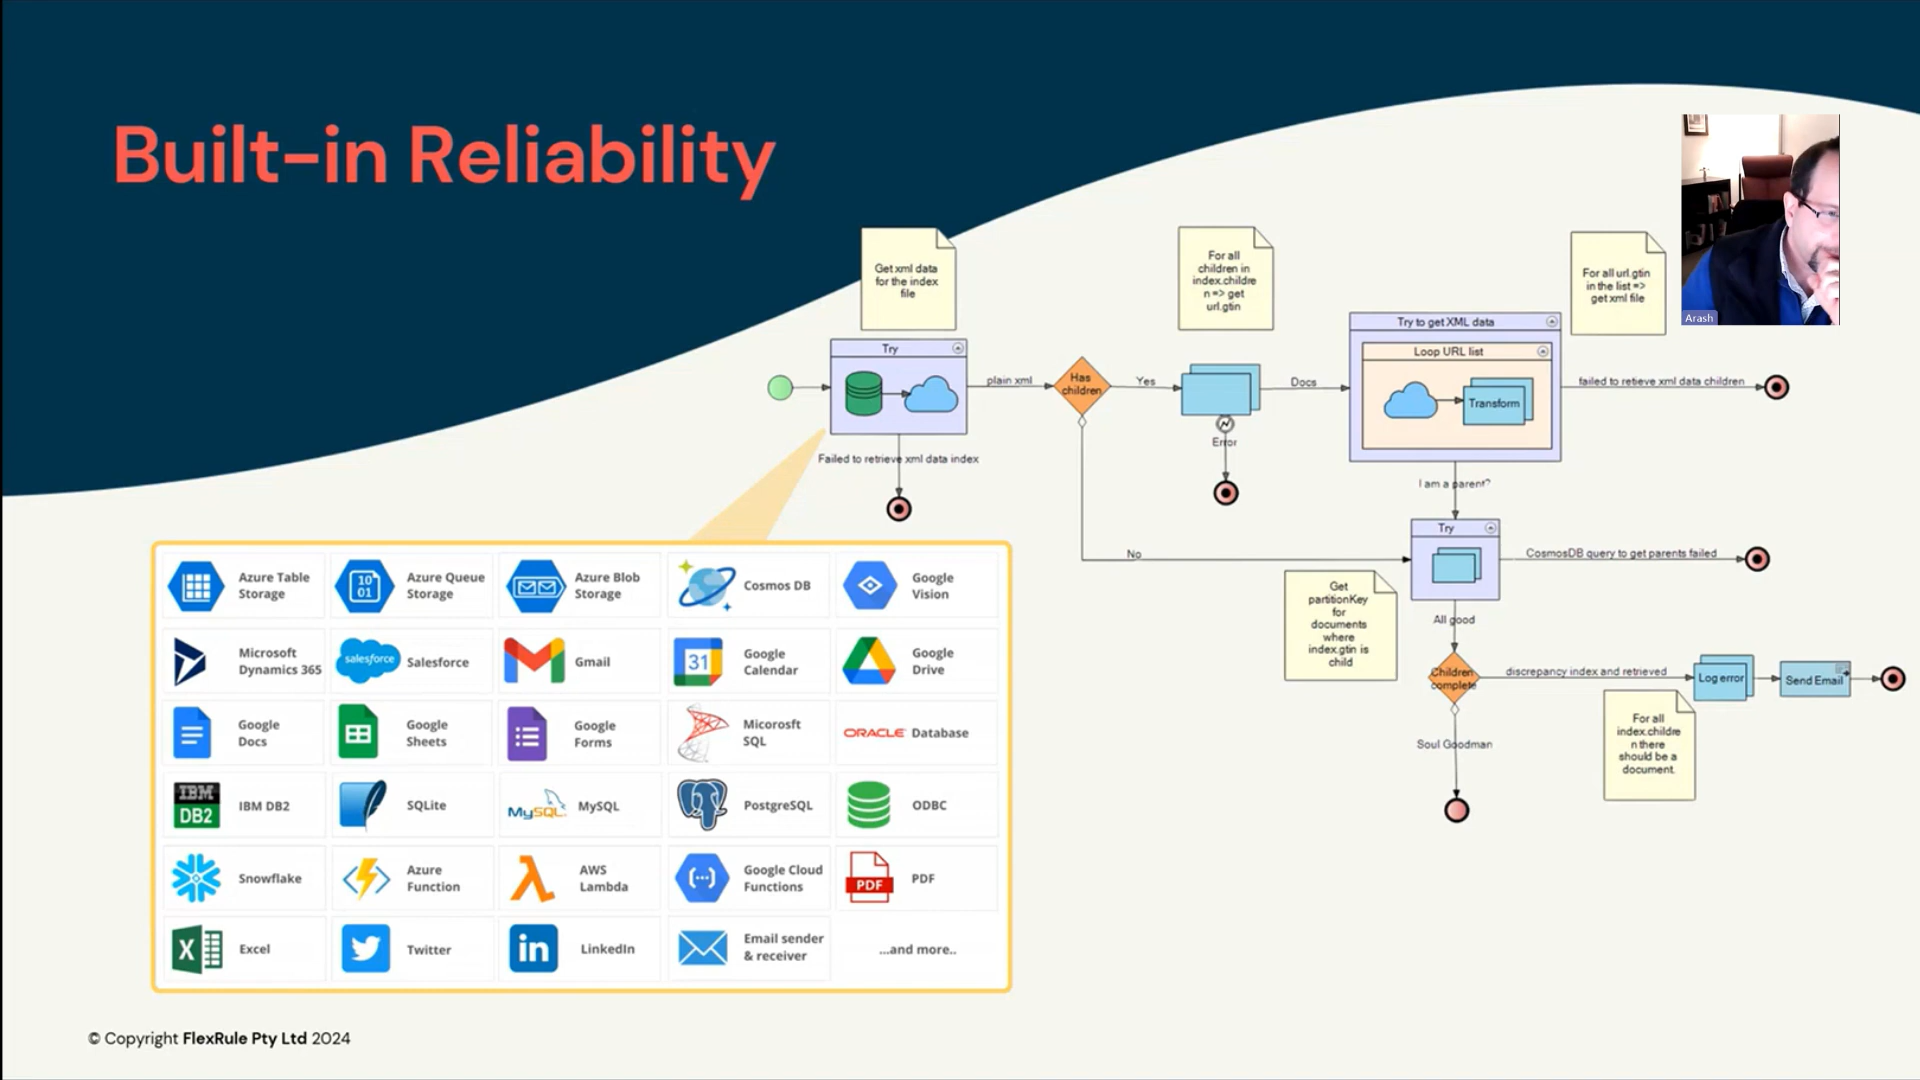 Built-in Reliability
Arash
Get xml data
for the index
file
For all
children in
index.childre
n => get
url.gtin
For all url.gtin
in the list =>
get xml file
Try
plain xml
Has
children
Yes
Docs
Try to get XML data
Loop URL list
Transform
failed to retieve xml data children
Error
Failed to retrieve xml data index
I am a parent?
No
Try
CosmosDB query to get parents failed
Get
partitionKey
for
documents
where
index.gtin is
child
All good
Children
complete
discrepancy index and retrieved
Log error
Send Email
For all
index.childre
n there
should be a
document.
Soul Goodman
Azure Table
Storage
10
01
Azure Queue
Storage
Azure Blob
Storage
Cosmos DB
Google
Vision
Microsoft
Dynamics 365
salesforce
Salesforce
Gmail
31
Google
Calendar
Google
Drive
Google
Docs
Google
Sheets
Google
Forms
Micorosft
SQL
ORACLE Database
IBM
DB2
IBM DB2
SQLite
MySQL
MySQL
PostgreSQL
ODBC
Snowflake
Azure
Function
AWS
Lambda
Google Cloud
Functions
PDF
PDF
X
Excel
Twitter
in
LinkedIn
Email sender
& receiver
...and more..
© Copyright FlexRule Pty Ltd 2024